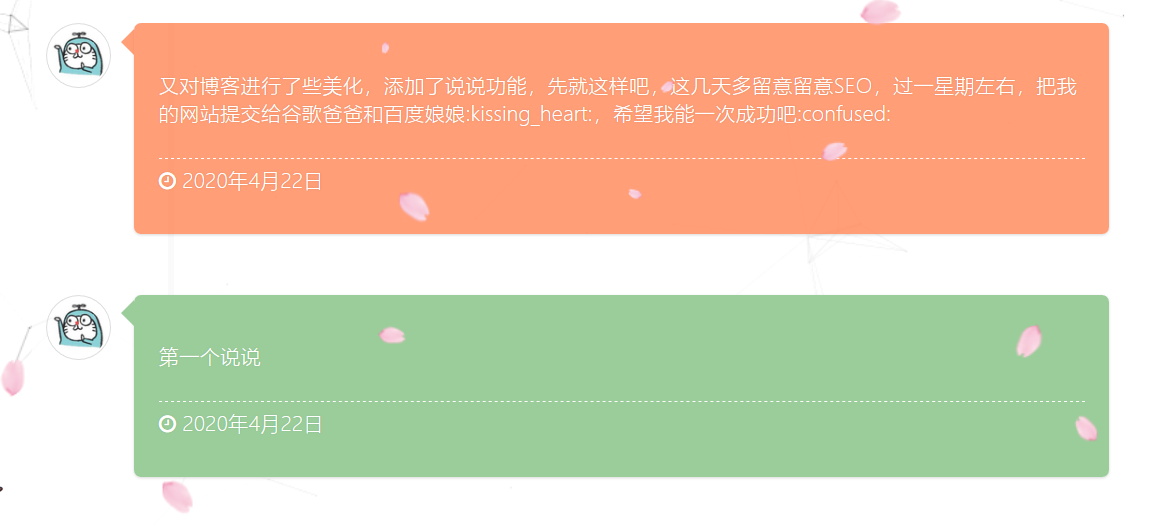 又对博客进行了些美化，添加了说说功能，先就这样吧，这几天多留意留意SEO，过一星期左右，把我
的网站提交给谷歌爸爸和百度娘娘:kissing_heart:，希望我能一次成功吧:confused:
2020年4月22日
第一个说说
2020年4月22日